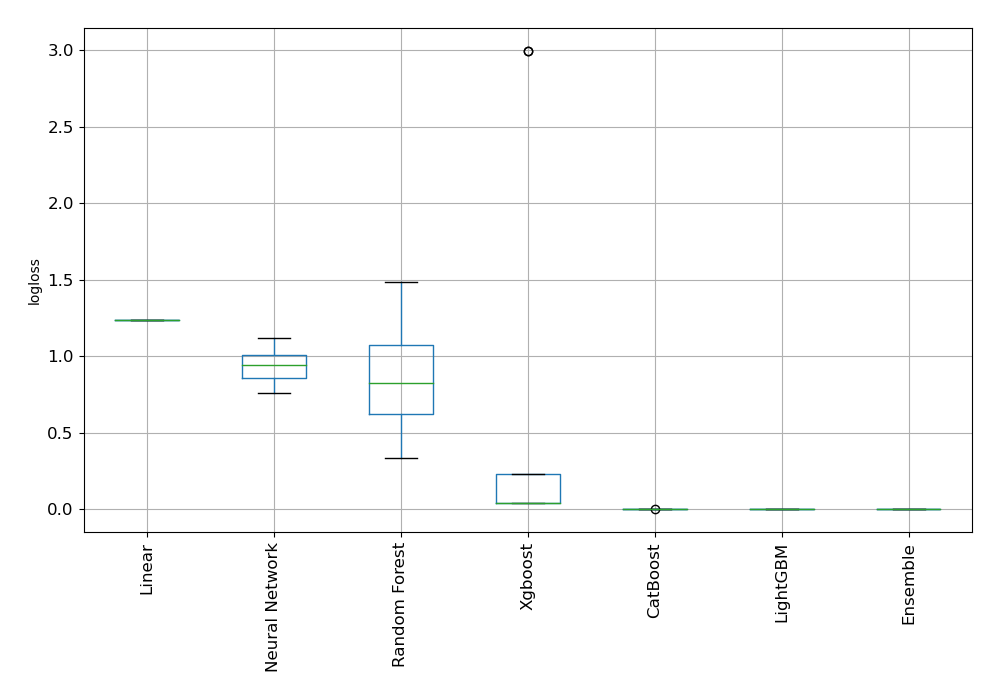 3.0
2.5
2.0
1.5
1.0
0.5
0.0
logloss
Linear
Neural Network
Random Forest
Xgboost
CatBoost
LightGBM
Ensemble